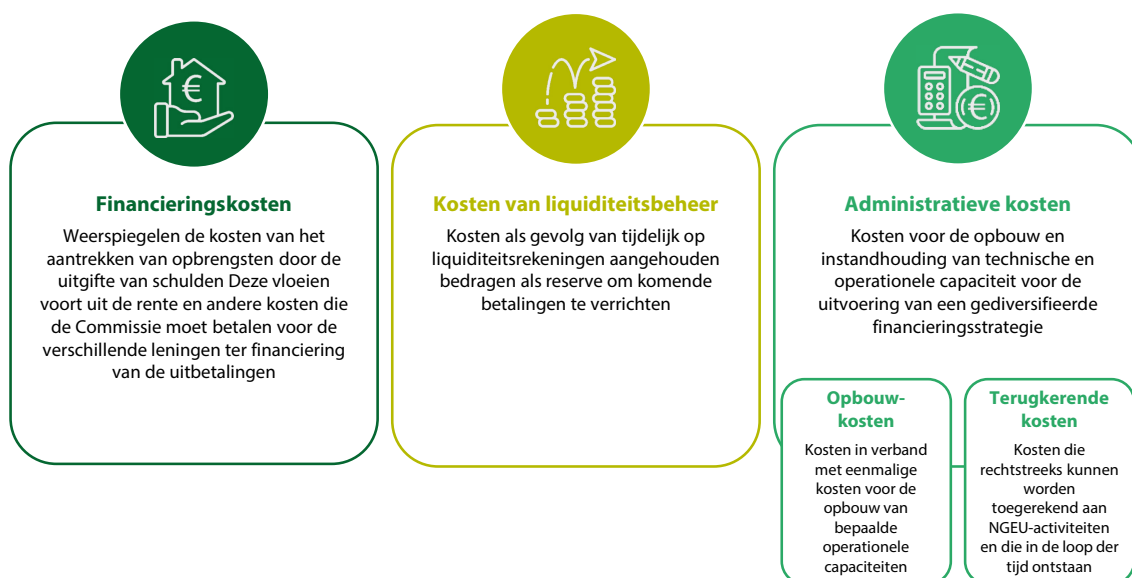 Financieringskosten
Weerspiegelen de kosten van het
aantrekken van opbrengsten door de
uitgifte van schulden Deze vloeien
voort uit de rente en andere kosten die
de Commissie moet betalen voor de
verschillende leningen ter financiering
van de uitbetalingen
Kosten van liquiditeitsbeheer
Kosten als gevolg van tijdelijk op
liquiditeitsrekeningen aangehouden
bedragen als reserve om komende
betalingen te verrichten
Administratieve kosten
Kosten voor de opbouw en
instandhouding van technische en
operationele capaciteit voor de
uitvoering van een gediversifieerde
financieringsstrategie
Opbouw-
kosten
Kosten in verband
met eenmalige
kosten voor de
opbouw van
bepaalde
operationele
capaciteiten
Terugkerende
kosten
Kosten die
rechtstreeks kunnen
worden
toegerekend aan
NGEU-activiteiten
en die in de loop der
tijd ontstaan